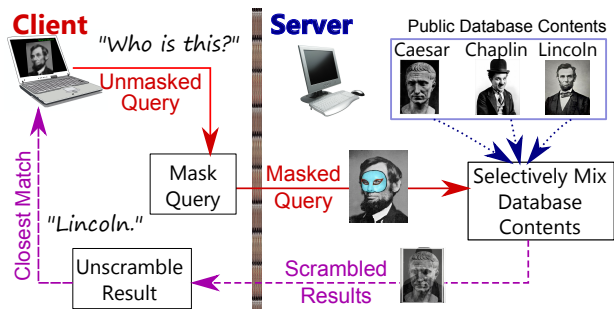 Client
Server
Public Database Contents
"Who is this?"
Caesar
Chaplin
Lincoln
Unmasked
Query
Mask
Query
Masked
Query
Selectively Mix
Database
Contents
"Lincoln."
Closest Match
Unscramble
Result
Scrambled
Results